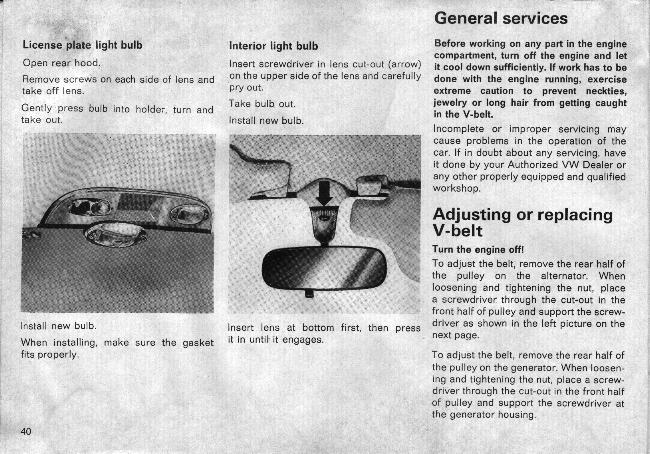 License plate light bulb
Open rear hood.
Remove screws on each side of lens and
take off lens.
Gently press bulb into holder, turn and
take out.
Install new bulb.
When installing, make sure the gasket
fits properly.
40
Interior light bulb
Insert screwdriver in lens cut-out (arrow)
on the upper side of the lens and carefully
pry out.
Take bulb out.
Install new bulb.
Insert lens at bottom first, then press
it in until it engages.
General services
Before working on any part in the engine
compartment, turn off the engine and let
it cool down sufficiently. If work has to be
done with the engine running, exercise
extreme caution to prevent neckties,
jewelry or long hair from getting caught
in the V-belt.
Incomplete or improper servicing may
cause problems in the operation of the
car. If in doubt about any servicing, have
it done by your Authorized VW Dealer or
any other properly equipped and qualified
workshop.
Adjusting or replacing
V-belt
Turn the engine off!
To adjust the belt, remove the rear half of
the pulley on the alternator. When
loosening and tightening the nut, place
a screwdriver through the cut-out in the
front half of pulley and support the screw-
driver as shown in the left picture on the
next page.
To adjust the belt, remove the rear half of
the pulley on the generator. When loosen-
ing and tightening the nut, place a screw-
driver through the cut-out in the front half
of pulley and support the screwdriver at
the generator housing.